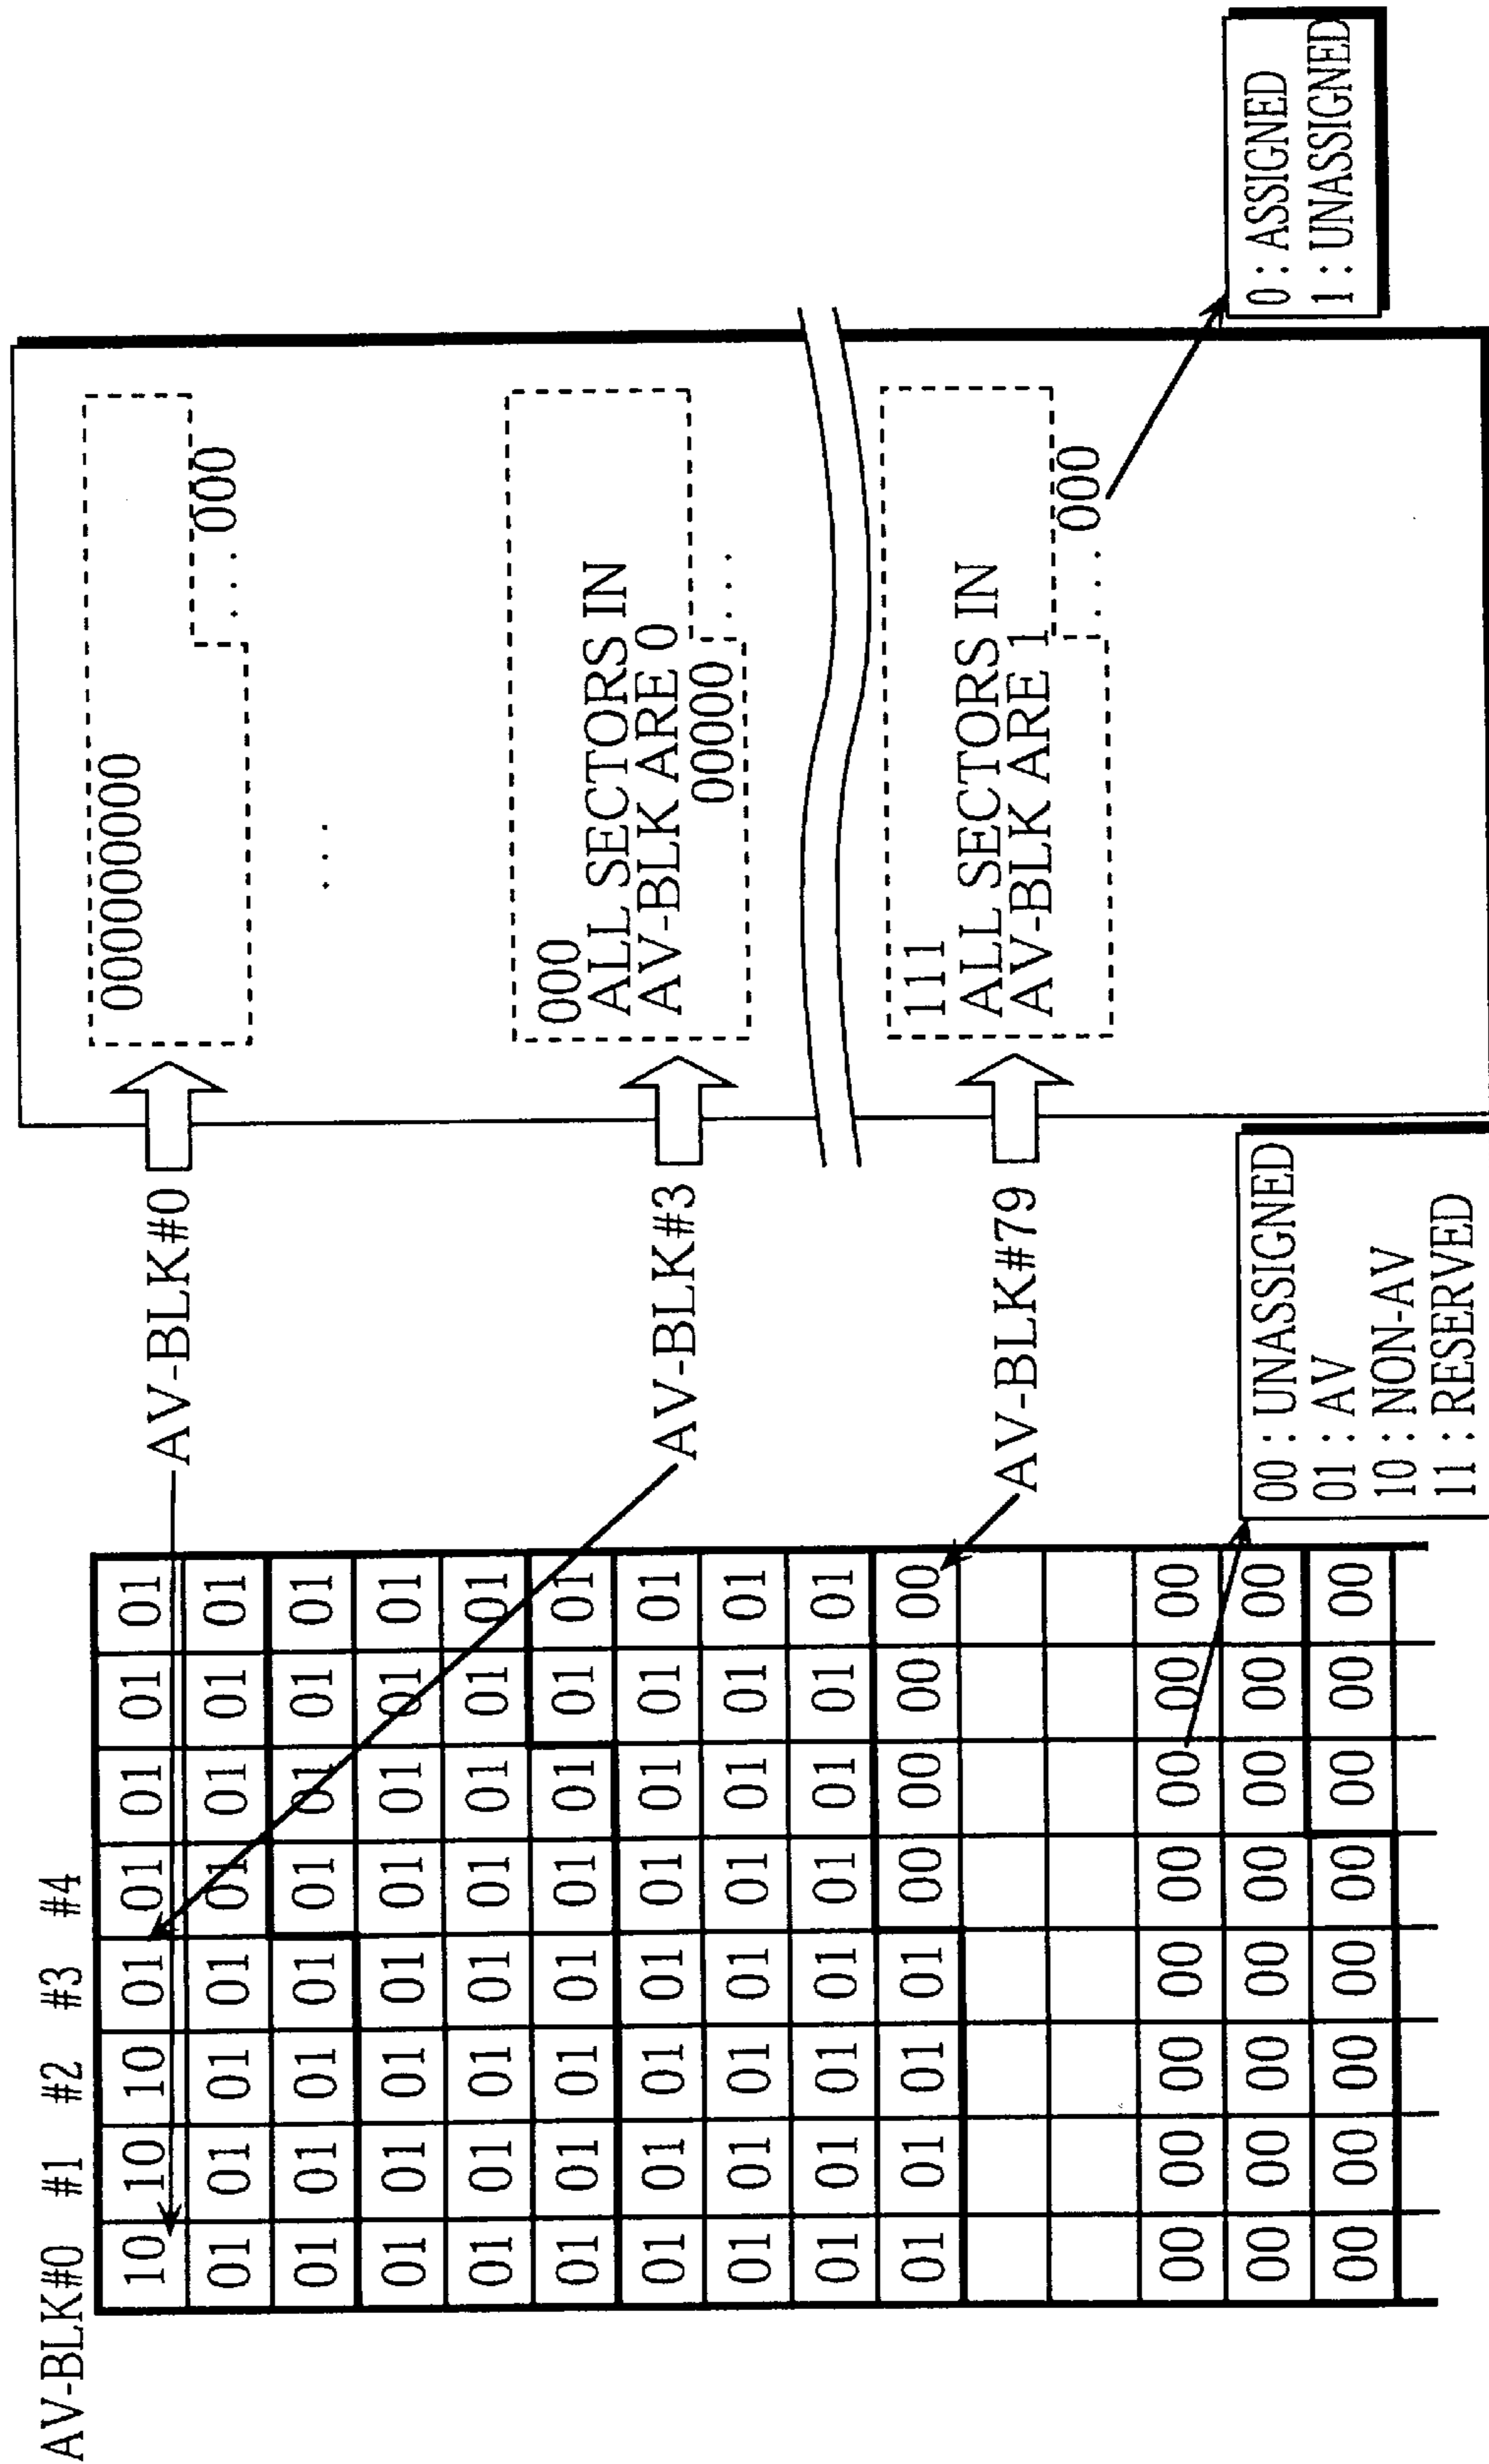 AV-BLK#0 #1 #2 #3 #4
10 10 10 01 01 01 01 01
01 01 01 01 01 01 01 01
01 01 01 01 01 01 01 01
01 01 01 01 01 01 01 01
01 01 01 01 01 01 01 01
01 01 01 01 01 01 01 01
01 01 01 01 01 01 01 01
01 01 01 01 01 01 01 01
01 01 01 01 01 01 01 01
01 01 01 01 00 00 00 00
00 00 00 00 00 00 00 00
00 00 00 00 00 00 00 00
00 00 00 00 00 00 00 00
AV-BLK#0
AV-BLK#3
AV-BLK#79
00 : UNASSIGNED
01 : AV
10 : NON-AV
11 : RESERVED
0000000000
. . . 000
. . .
000
ALL SECTORS IN
AV-BLK ARE 0
00000 . . .
111
ALL SECTORS IN
AV-BLK ARE 1
. . . 000
0 : ASSIGNED
1 : UNASSIGNED